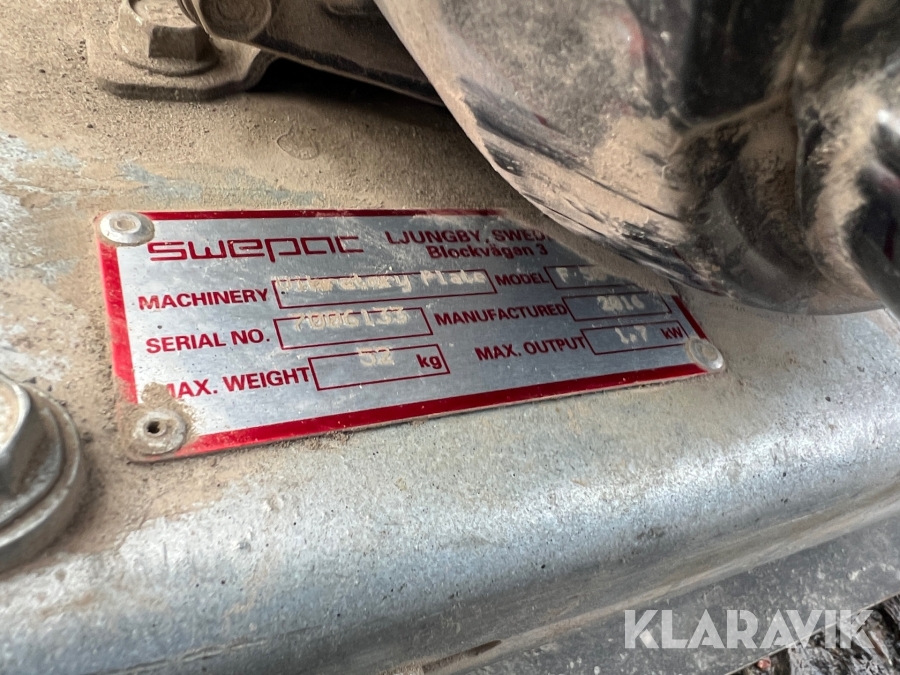 swepac LJUNGBY, SWED
Blockvägen 3
MACHINERY Vibratory Plate MODEL F
SERIAL NO. 7006133 MANUFACTURED 2016
MAX. WEIGHT 52 kg MAX. OUTPUT 1,7 kW
KLARAVIK